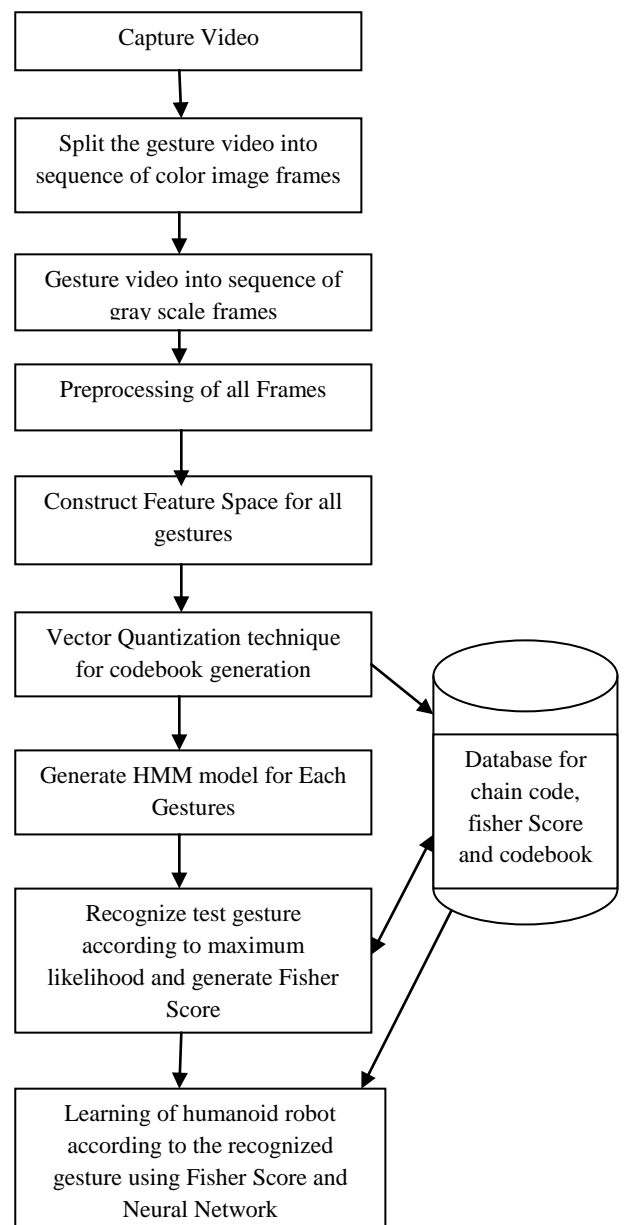 Capture Video
Split the gesture video into
sequence of color image frames
Gesture video into sequence of
gray scale frames
Preprocessing of all Frames
Construct Feature Space for all
gestures
Vector Quantization technique
for codebook generation
Generate HMM model for Each
Gestures
Database for
chain code,
fisher Score
and codebook
Recognize test gesture
according to maximum
likelihood and generate Fisher
Score
Learning of humanoid robot
according to the recognized
gesture using Fisher Score and
Neural Network